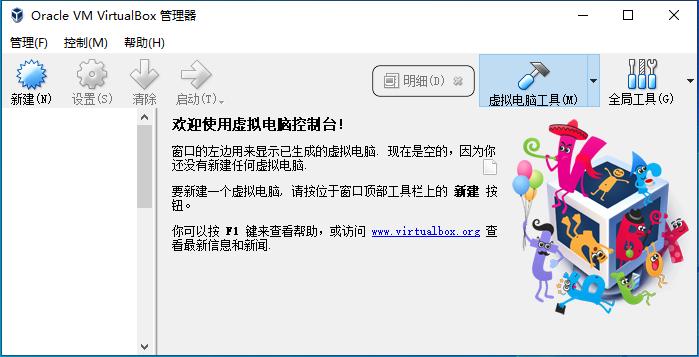 Oracle VM VirtualBox 管理器
管理(F) 控制(M) 帮助(H)
新建(N) 设置(S) 清除 启动(T) 明细(D) 虚拟电脑工具(M) 全局工具(G)
欢迎使用虚拟电脑控制台!
窗口的左边用来显示已生成的虚拟电脑. 现在是空的，因为你
还没有新建任何虚拟电脑.
要新建一个虚拟电脑, 请按位于窗口顶部工具栏上的 新建 按
钮。
你可以按 F1 键来查看帮助，或访问 www.virtualbox.org 查
看最新信息和新闻.